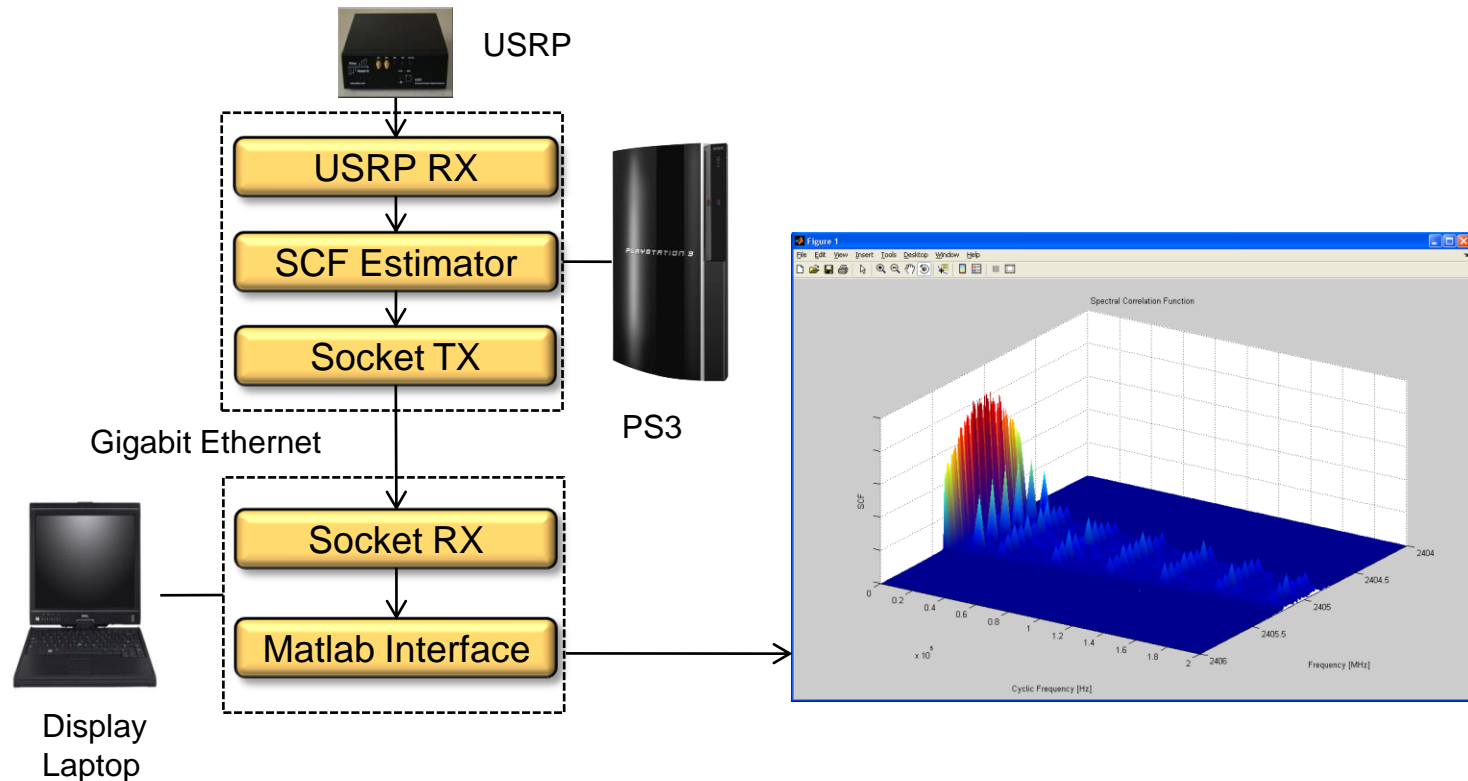 USRP
USRP RX
SCF Estimator
Socket TX
PLAYSTATION 3
PS3
Gigabit Ethernet
Socket RX
Matlab Interface
Display
Laptop
Figure 1
File Edit View Insert Tools Desktop Window Help
Spectral Correlation Function
SCF
0
0.2
0.4
0.6
0.8
1
1.2
1.4
1.6
1.8
2
2404
2404.5
2405
2405.5
2406
Frequency [MHz]
Cyclic Frequency [Hz]